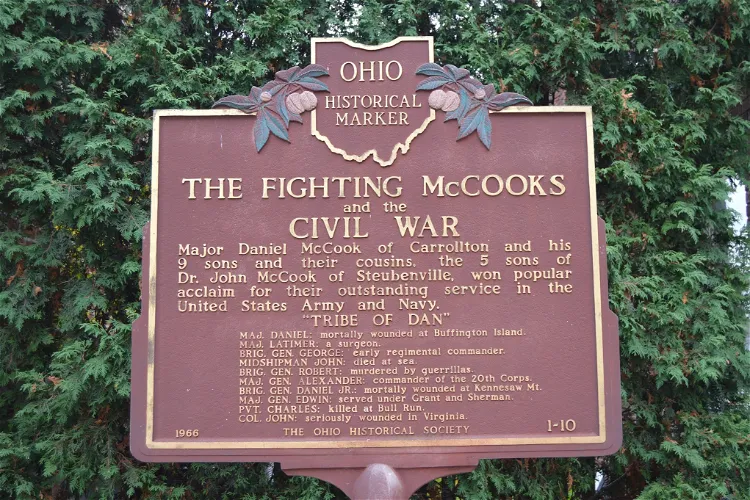 OHIO
HISTORICAL
MARKER
THE FIGHTING McCOOKS
and the
CIVIL WAR
Major Daniel McCook of Carrollton and his
9 sons and their cousins, the 5 sons of
Dr. John McCook of Steubenville, won popular
acclaim for their outstanding service in the
United States Army and Navy.
"TRIBE OF DAN"
MAJ. DANIEL: mortally wounded at Buffington Island.
MAJ. LATIMER: a surgeon.
BRIG. GEN. GEORGE: early regimental commander.
MIDSHIPMAN JOHN: died at sea.
BRIG. GEN. ROBERT: murdered by guerrillas.
MAJ. GEN. ALEXANDER: commander of the 20th Corps.
BRIG. GEN. DANIEL JR.: mortally wounded at Kennesaw Mt.
MAJ. GEN. EDWIN: served under Grant and Sherman.
PVT. CHARLES: killed at Bull Run.
COL. JOHN: seriously wounded in Virginia.
1966 THE OHIO HISTORICAL SOCIETY 1-10